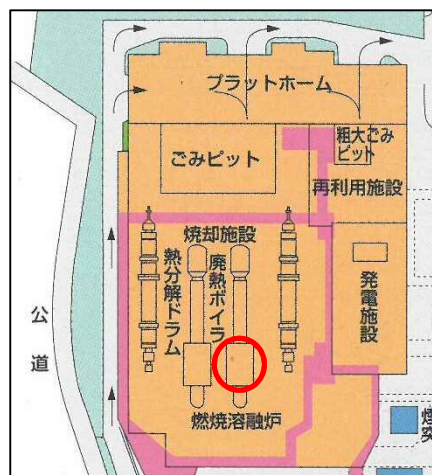 プラットホーム
粗大ごみ
ピット
ごみピット
再利用施設
焼却施設
熱分解ドラム
廃熱ボイラ
発電施設
公道
燃焼溶融炉
煙突